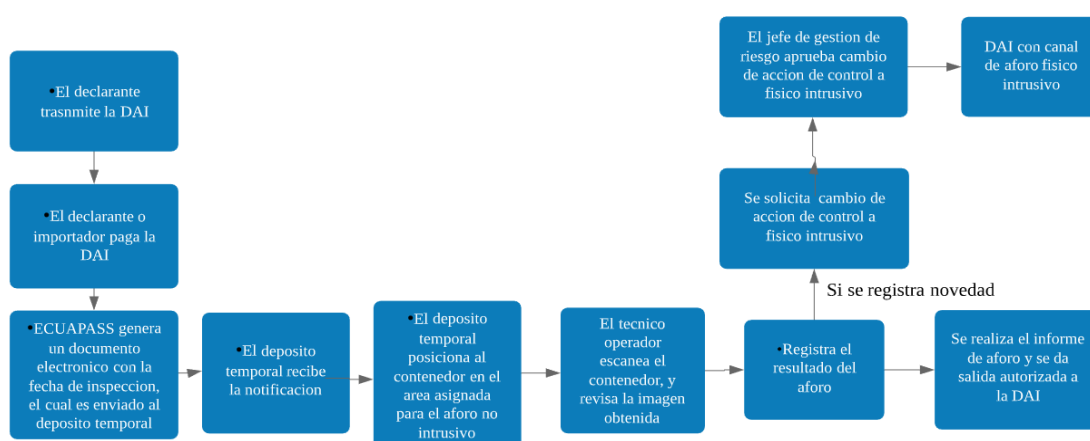 •El declarante
trasnmite la DAI
•El declarante o
importador paga la
DAI
•ECUAPASS genera
un documento
electronico con la
fecha de inspeccion,
el cual es enviado al
deposito temporal
•El deposito
temporal recibe
la notificacion
•El deposito
temporal
posiciona al
contenedor en el
area asignada
para el aforo no
intrusivo
El tecnico
operador
escanea el
contenedor, y
revisa la imagen
obtenida
•Registra el
resultado del
aforo
Si se registra novedad
Se solicita cambio de
accion de control a
fisico intrusivo
El jefe de gestion de
riesgo aprueba cambio
de accion de control a
fisico intrusivo
DAI con canal
de aforo fisico
intrusivo
Se realiza el informe
de aforo y se da
salida autorizada a
la DAI